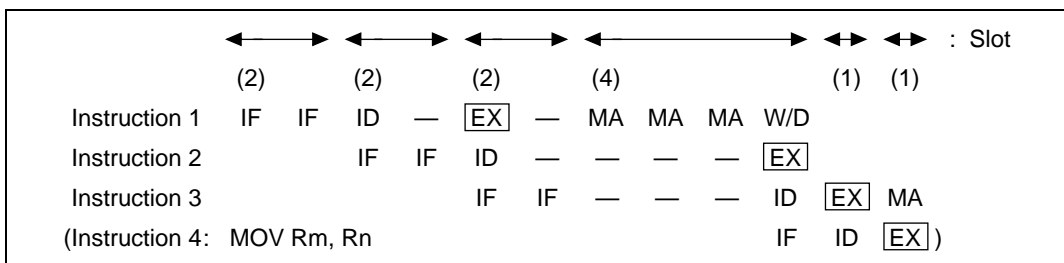 : Slot
(2) (2) (2) (4) (1) (1)
Instruction 1 IF IF ID — EX — MA MA MA W/D
Instruction 2 IF IF ID — — — — EX
Instruction 3 IF IF — — — ID EX MA
(Instruction 4: MOV Rm, Rn IF ID EX )